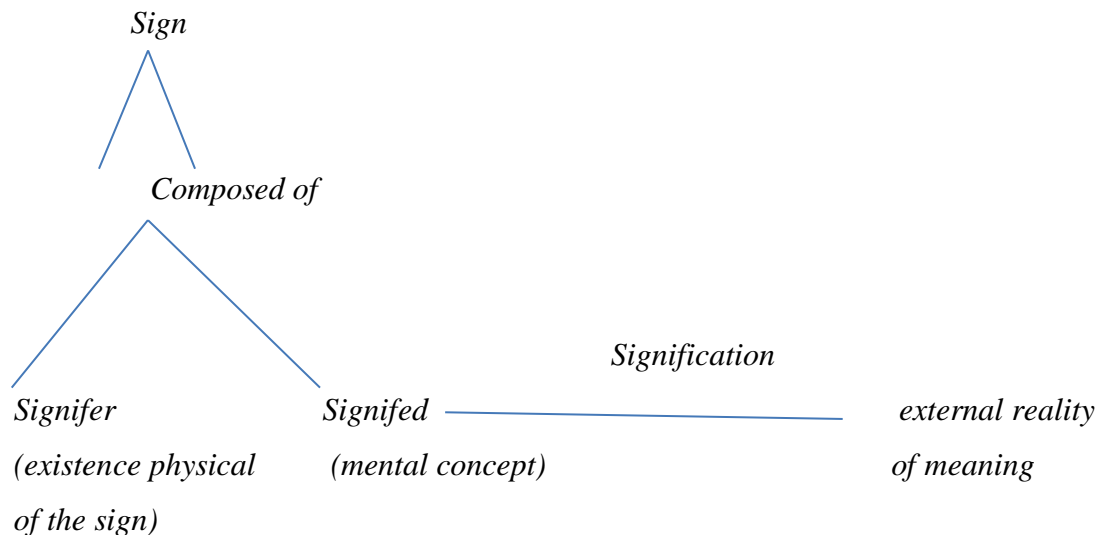 Sign
Composed of
Signification
Signifer Signifed external reality
(existence physical (mental concept) of meaning
of the sign)